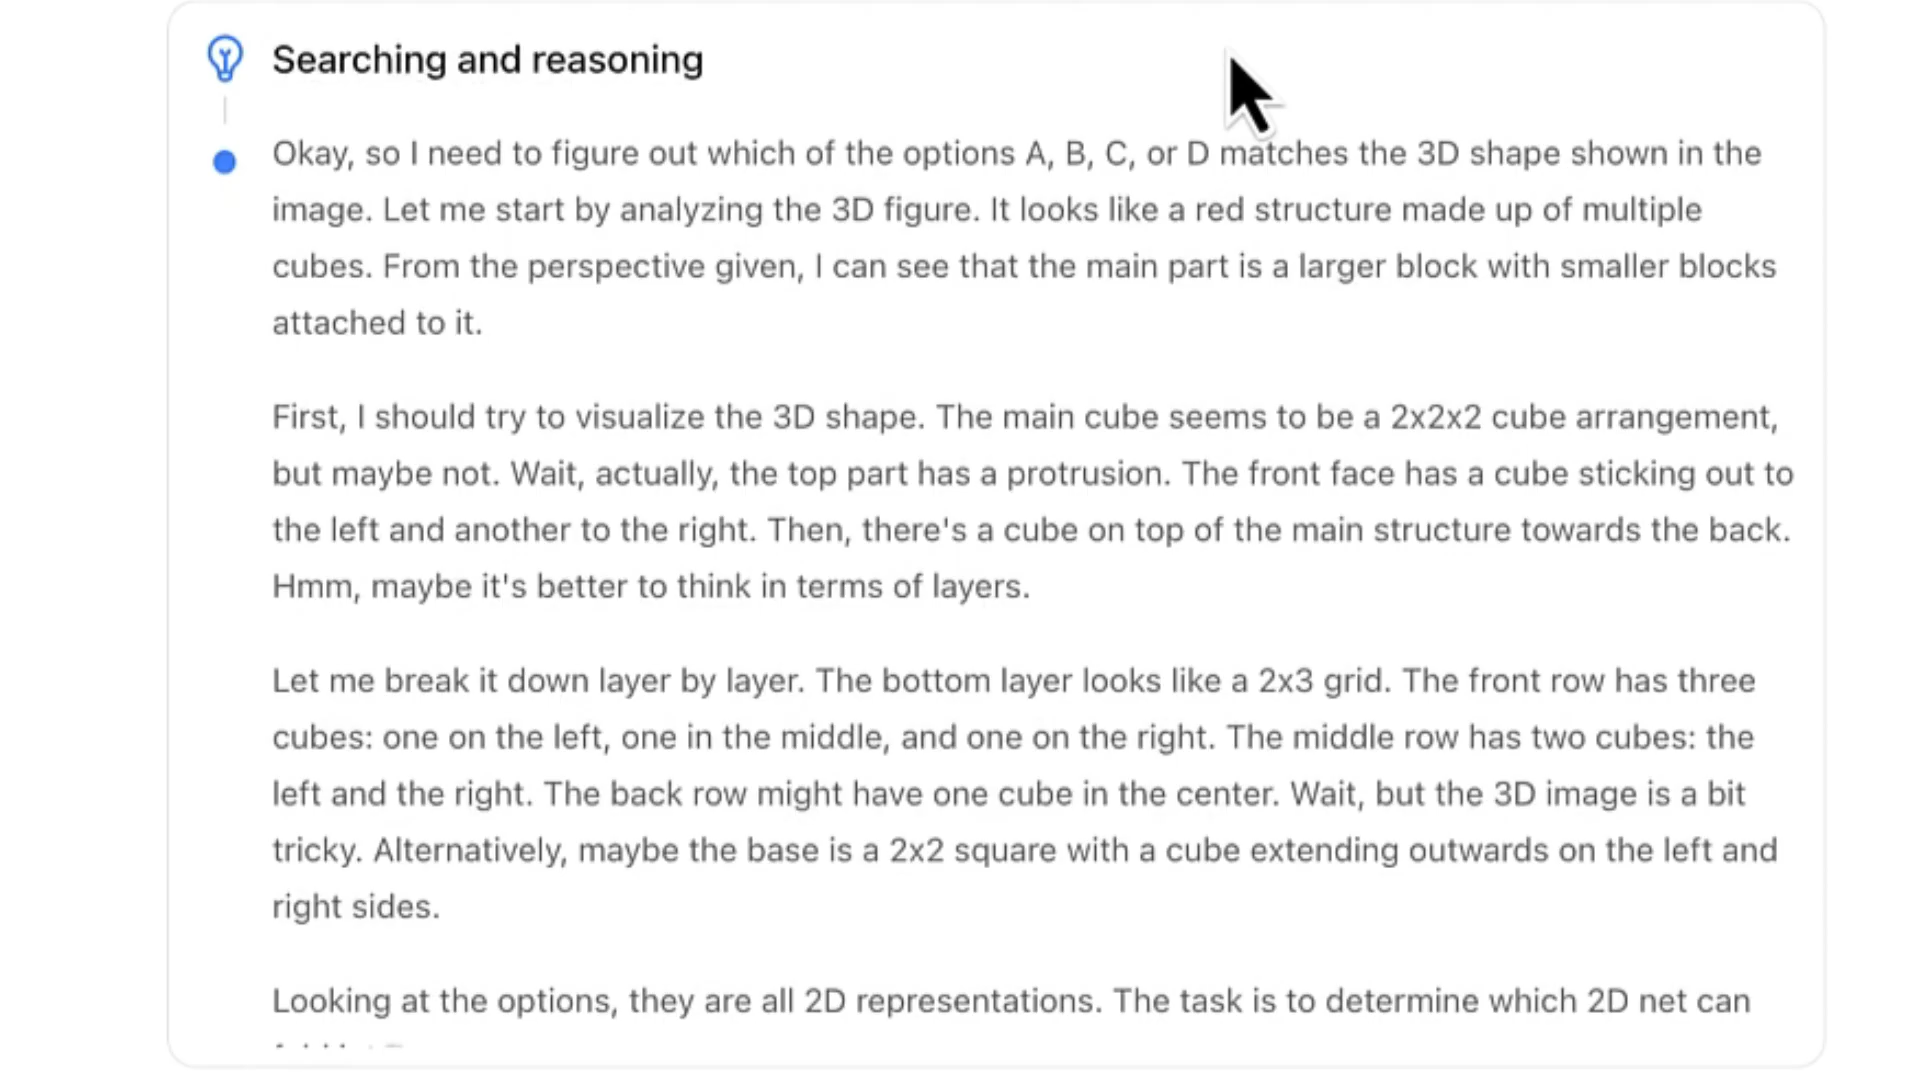 Searching and reasoning
Okay, so I need to figure out which of the options A, B, C, or D matches the 3D shape shown in the
image. Let me start by analyzing the 3D figure. It looks like a red structure made up of multiple
cubes. From the perspective given, I can see that the main part is a larger block with smaller blocks
attached to it.
First, I should try to visualize the 3D shape. The main cube seems to be a 2x2x2 cube arrangement,
but maybe not. Wait, actually, the top part has a protrusion. The front face has a cube sticking out to
the left and another to the right. Then, there's a cube on top of the main structure towards the back.
Hmm, maybe it's better to think in terms of layers.
Let me break it down layer by layer. The bottom layer looks like a 2x3 grid. The front row has three
cubes: one on the left, one in the middle, and one on the right. The middle row has two cubes: the
left and the right. The back row might have one cube in the center. Wait, but the 3D image is a bit
tricky. Alternatively, maybe the base is a 2x2 square with a cube extending outwards on the left and
right sides.
Looking at the options, they are all 2D representations. The task is to determine which 2D net can